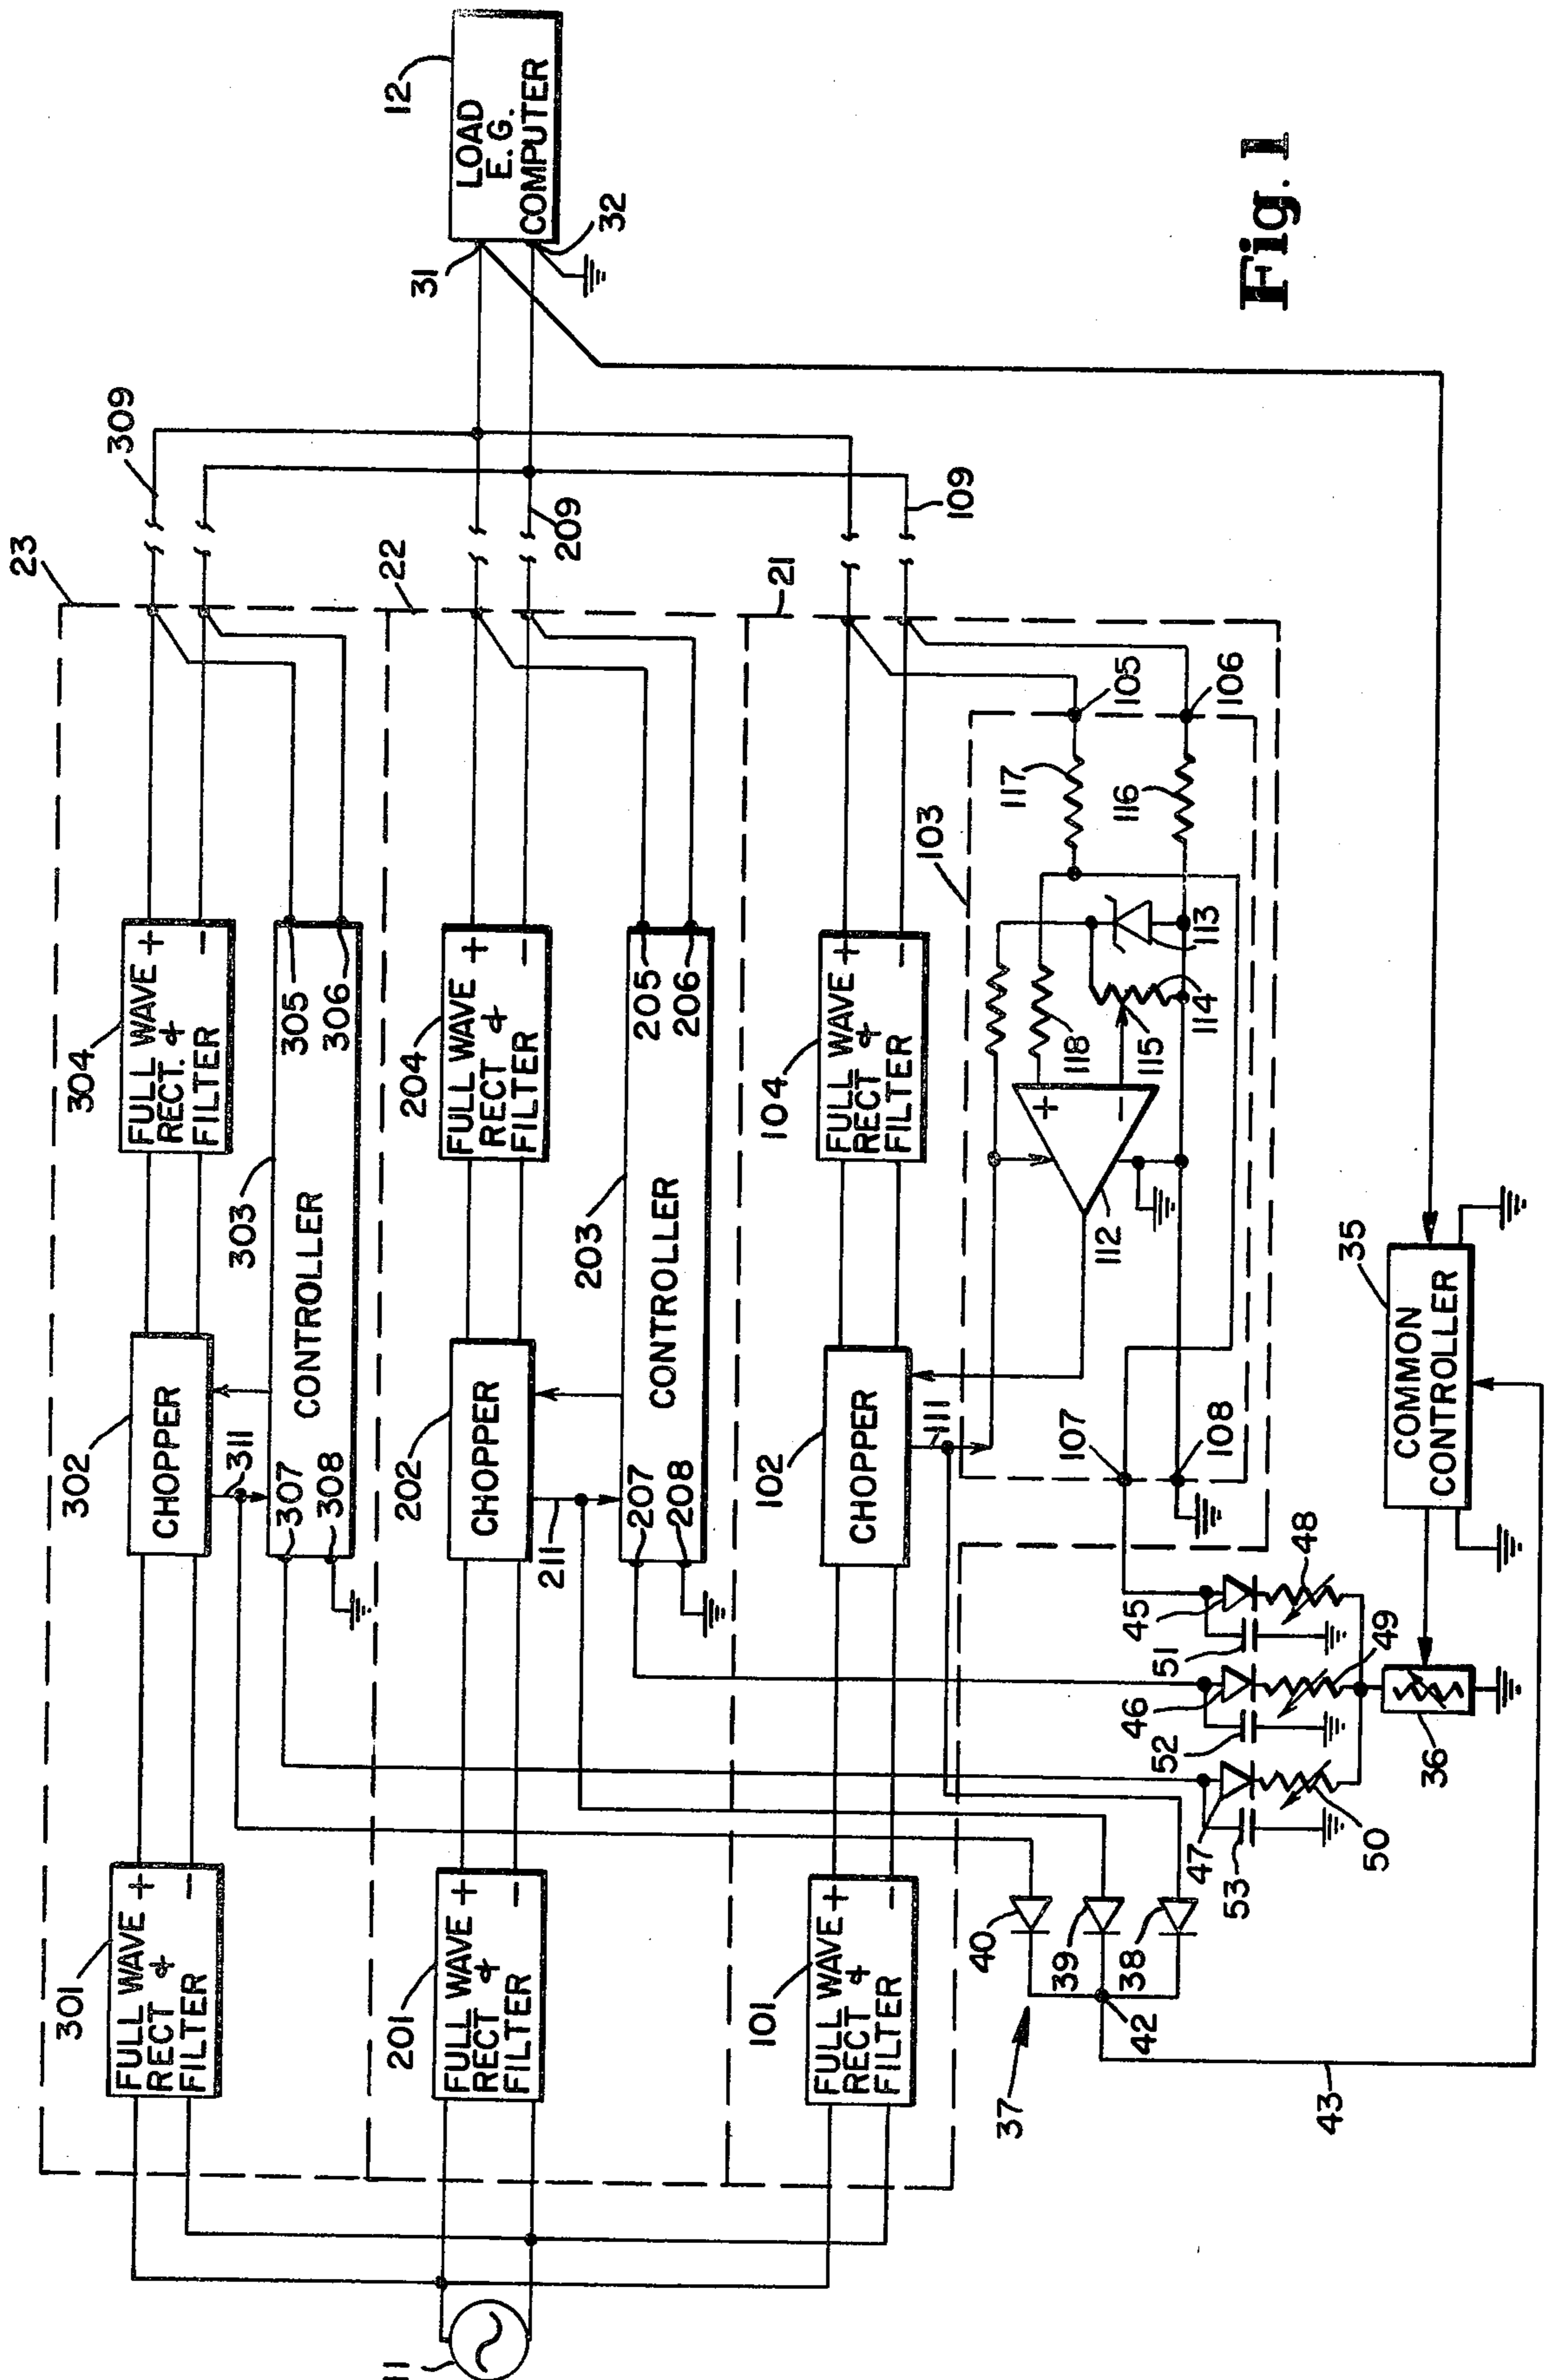 23
309
304
FULL WAVE +
RECT. &
FILTER -
302
CHOPPER
311
303
CONTROLLER
305
306
307
308
301
FULL WAVE +
RECT &
FILTER -
12
LOAD
E.G.
COMPUTER
31
32
22
209
204
FULL WAVE +
RECT &
FILTER -
202
CHOPPER
211
203
CONTROLLER
205
206
207
208
201
FULL WAVE +
RECT &
FILTER -
11
21
109
104
FULL WAVE +
RECT &
FILTER -
102
CHOPPER
111
101
FULL WAVE +
RECT &
FILTER -
103
105
106
117
116
113
114
115
118
+
-
112
107
108
40
39
38
37
42
43
45
46
47
48
49
50
51
52
53
36
35
COMMON
CONTROLLER
Fig. 1